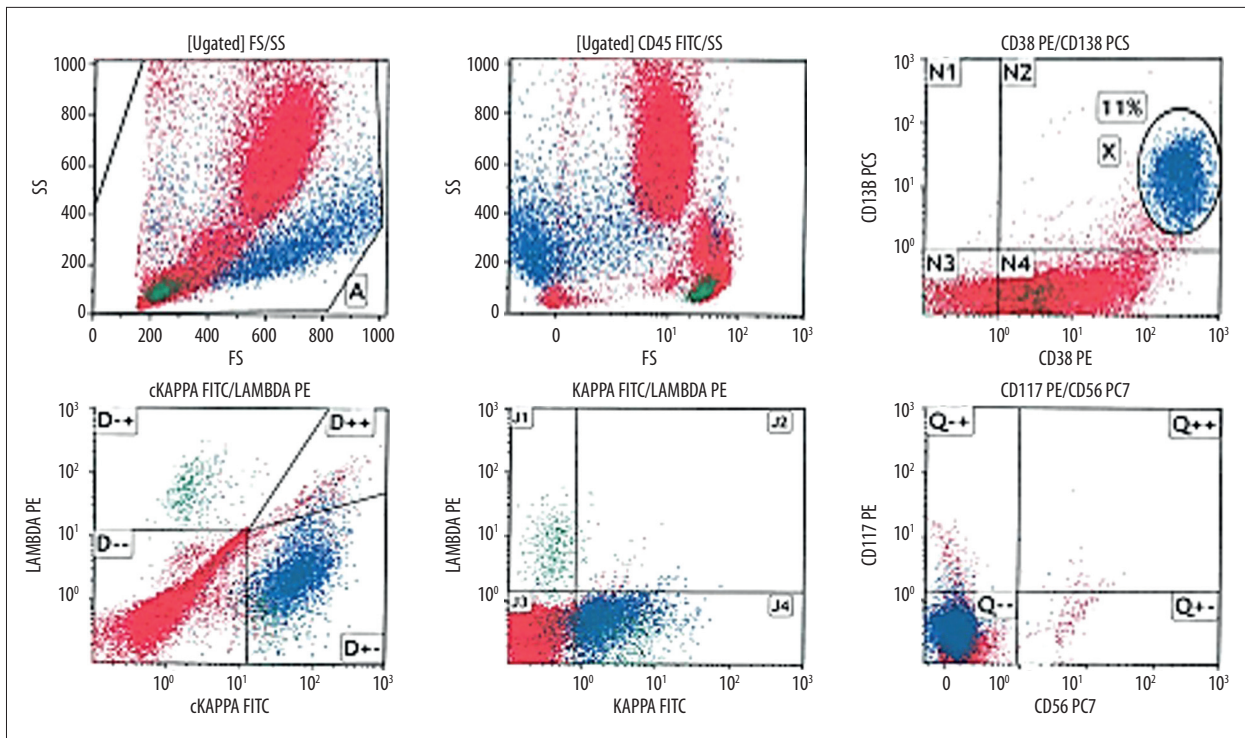 [Ugated] FS/SS
1000
800
600
400
200
0
SS
A
0 200 400 600 800 1000
FS
[Ugated] CD45 FITC/SS
1000
800
600
400
200
0
SS
0 10¹ 10² 10³
FS
CD38 PE/CD138 PCS
10³
10²
10¹
10⁰
CD138 PCS
N1 N2
11%
X
N3 N4
10⁰ 10¹ 10² 10³
CD38 PE
cKAPPA FITC/LAMBDA PE
10³
10²
10¹
10⁰
LAMBDA PE
D-+ D++
D--
D+-
10⁰ 10¹ 10² 10³
cKAPPA FITC
KAPPA FITC/LAMBDA PE
10³
10²
10¹
10⁰
LAMBDA PE
J1 J2
J3 J4
10⁰ 10¹ 10² 10³
KAPPA FITC
CD117 PE/CD56 PC7
10³
10²
10¹
10⁰
CD117 PE
Q-+ Q++
Q-- Q+-
0 10⁰ 10¹ 10² 10³
CD56 PC7